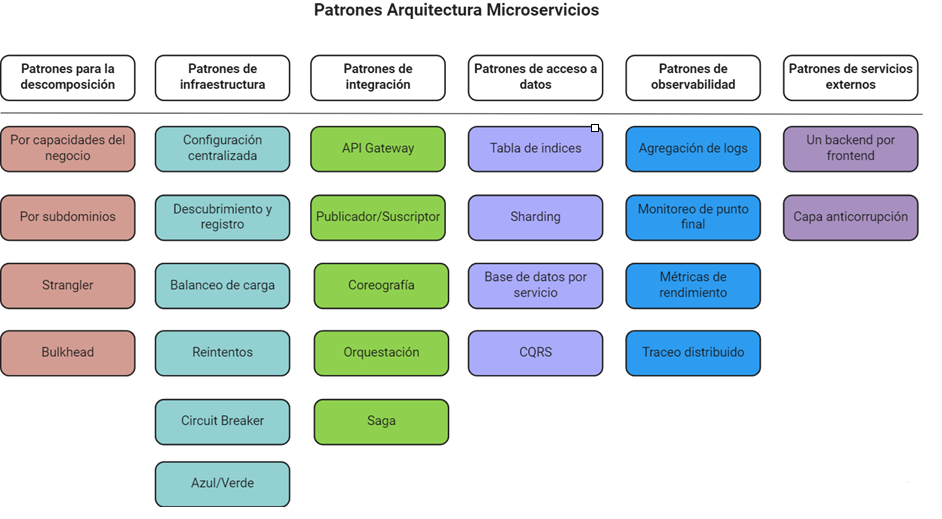 Patrones Arquitectura Microservicios
Patrones para la
descomposición
Por capacidades del
negocio
Por subdominios
Strangler
Bulkhead
Patrones de
infraestructura
Configuración
centralizada
Descubrimiento y
registro
Balanceo de carga
Reintentos
Circuit Breaker
Azul/Verde
Patrones de
integración
API Gateway
Publicador/Suscriptor
Coreografía
Orquestación
Saga
Patrones de acceso a
datos
Tabla de indices
Sharding
Base de datos por
servicio
CQRS
Patrones de
observabilidad
Agregación de logs
Monitoreo de punto
final
Métricas de
rendimiento
Traceo distribuido
Patrones de servicios
externos
Un backend por
frontend
Capa anticorrupción